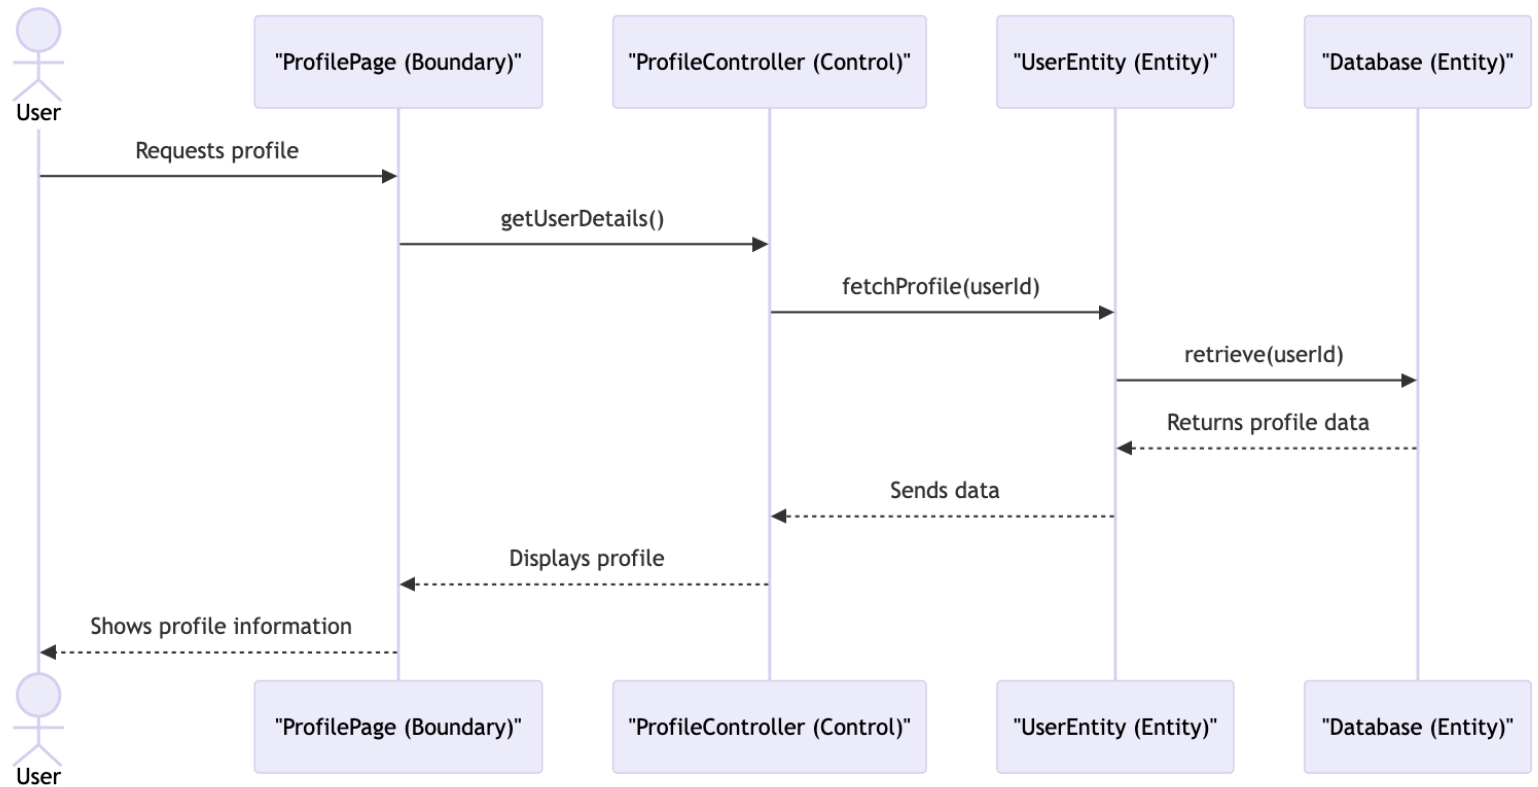 "ProfilePage (Boundary)"
"ProfileController (Control)"
"UserEntity (Entity)"
"Database (Entity)"
User
Requests profile
getUserDetails()
fetchProfile(userId)
retrieve(userId)
Returns profile data
Sends data
Displays profile
Shows profile information
"ProfilePage (Boundary)"
"ProfileController (Control)"
"UserEntity (Entity)"
"Database (Entity)"
User